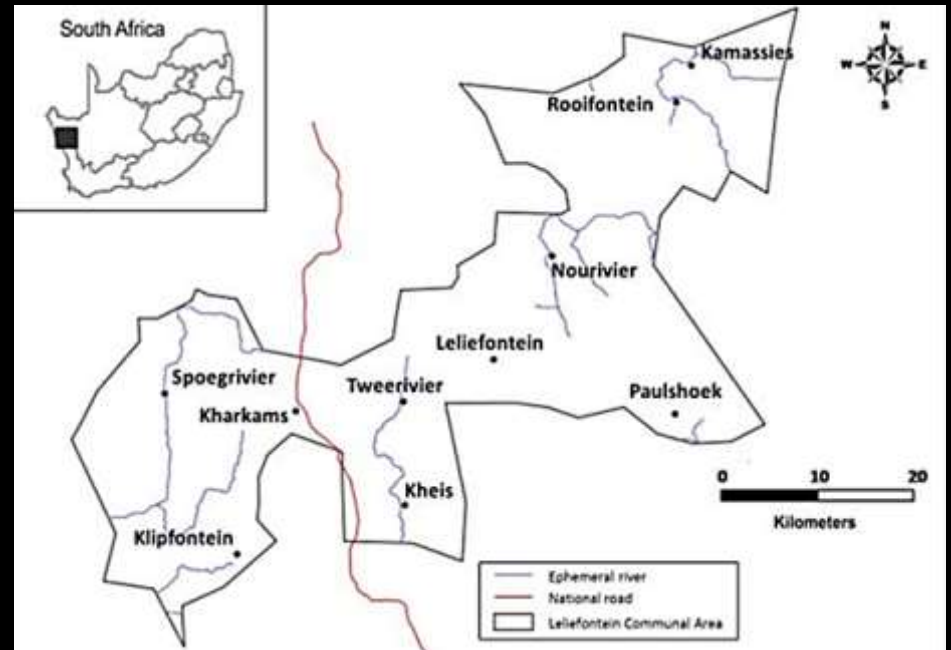 South Africa
N
W
E
S
Kamassies
Rooifontein
Nourivier
Leliefontein
Spoegrivier
Tweerivier
Paulshoek
Kharkams
Kheis
Klipfontein
0 10 20
Kilometers
Ephemeral river
National road
Leliefontein Communal Area